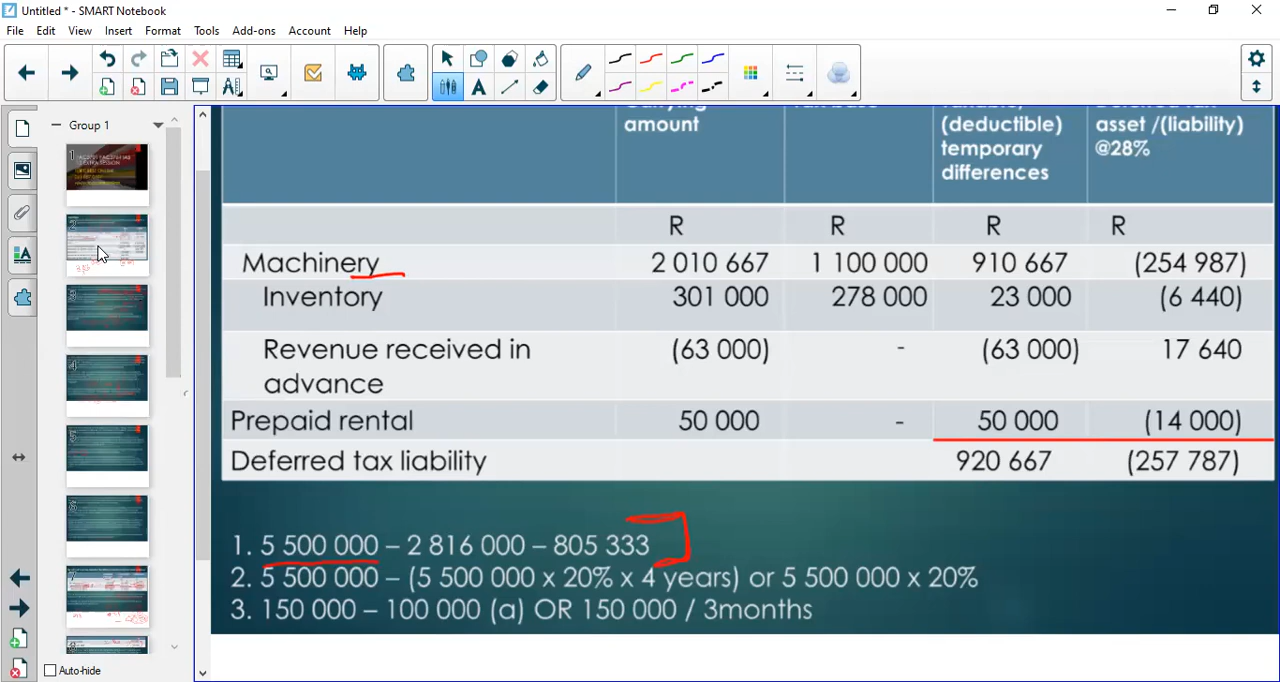 Untitled * - SMART Notebook
File Edit View Insert Format Tools Add-ons Account Help
Group 1
Carrying amount
(deductible) temporary differences
asset /(liability) @28%
R R R R
Machinery 2 010 667 1 100 000 910 667 (254 987)
Inventory 301 000 278 000 23 000 (6 440)
Revenue received in advance (63 000) - (63 000) 17 640
Prepaid rental 50 000 - 50 000 (14 000)
Deferred tax liability 920 667 (257 787)
1. 5 500 000 – 2 816 000 – 805 333
2. 5 500 000 – (5 500 000 x 20% x 4 years) or 5 500 000 x 20%
3. 150 000 – 100 000 (a) OR 150 000 / 3months
Auto-hide